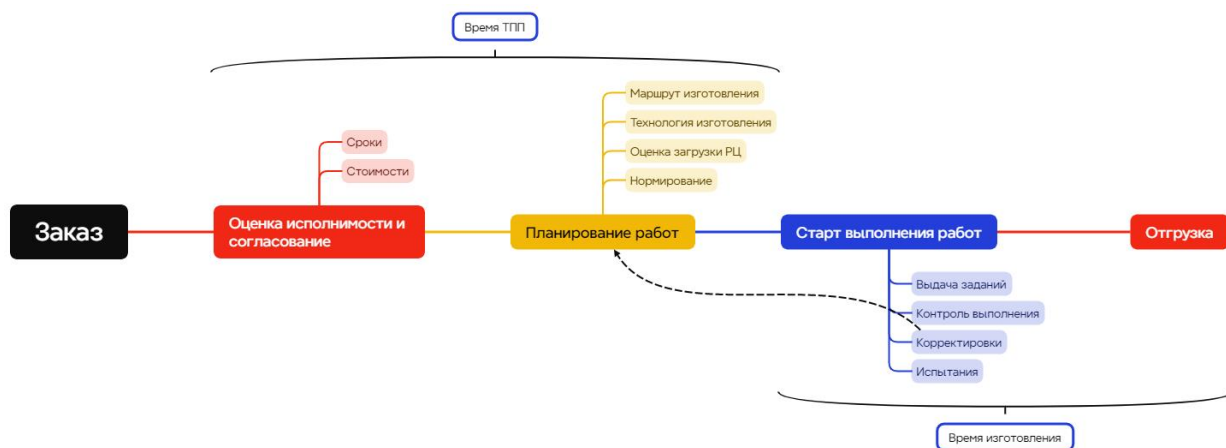 Время ТПП
Маршрут изготовления
Технология изготовления
Оценка загрузки РЦ
Нормирование
Сроки
Стоимости
Заказ
Оценка исполнимости и
согласование
Планирование работ
Старт выполнения работ
Отгрузка
Выдача заданий
Контроль выполнения
Корректировки
Испытания
Время изготовления